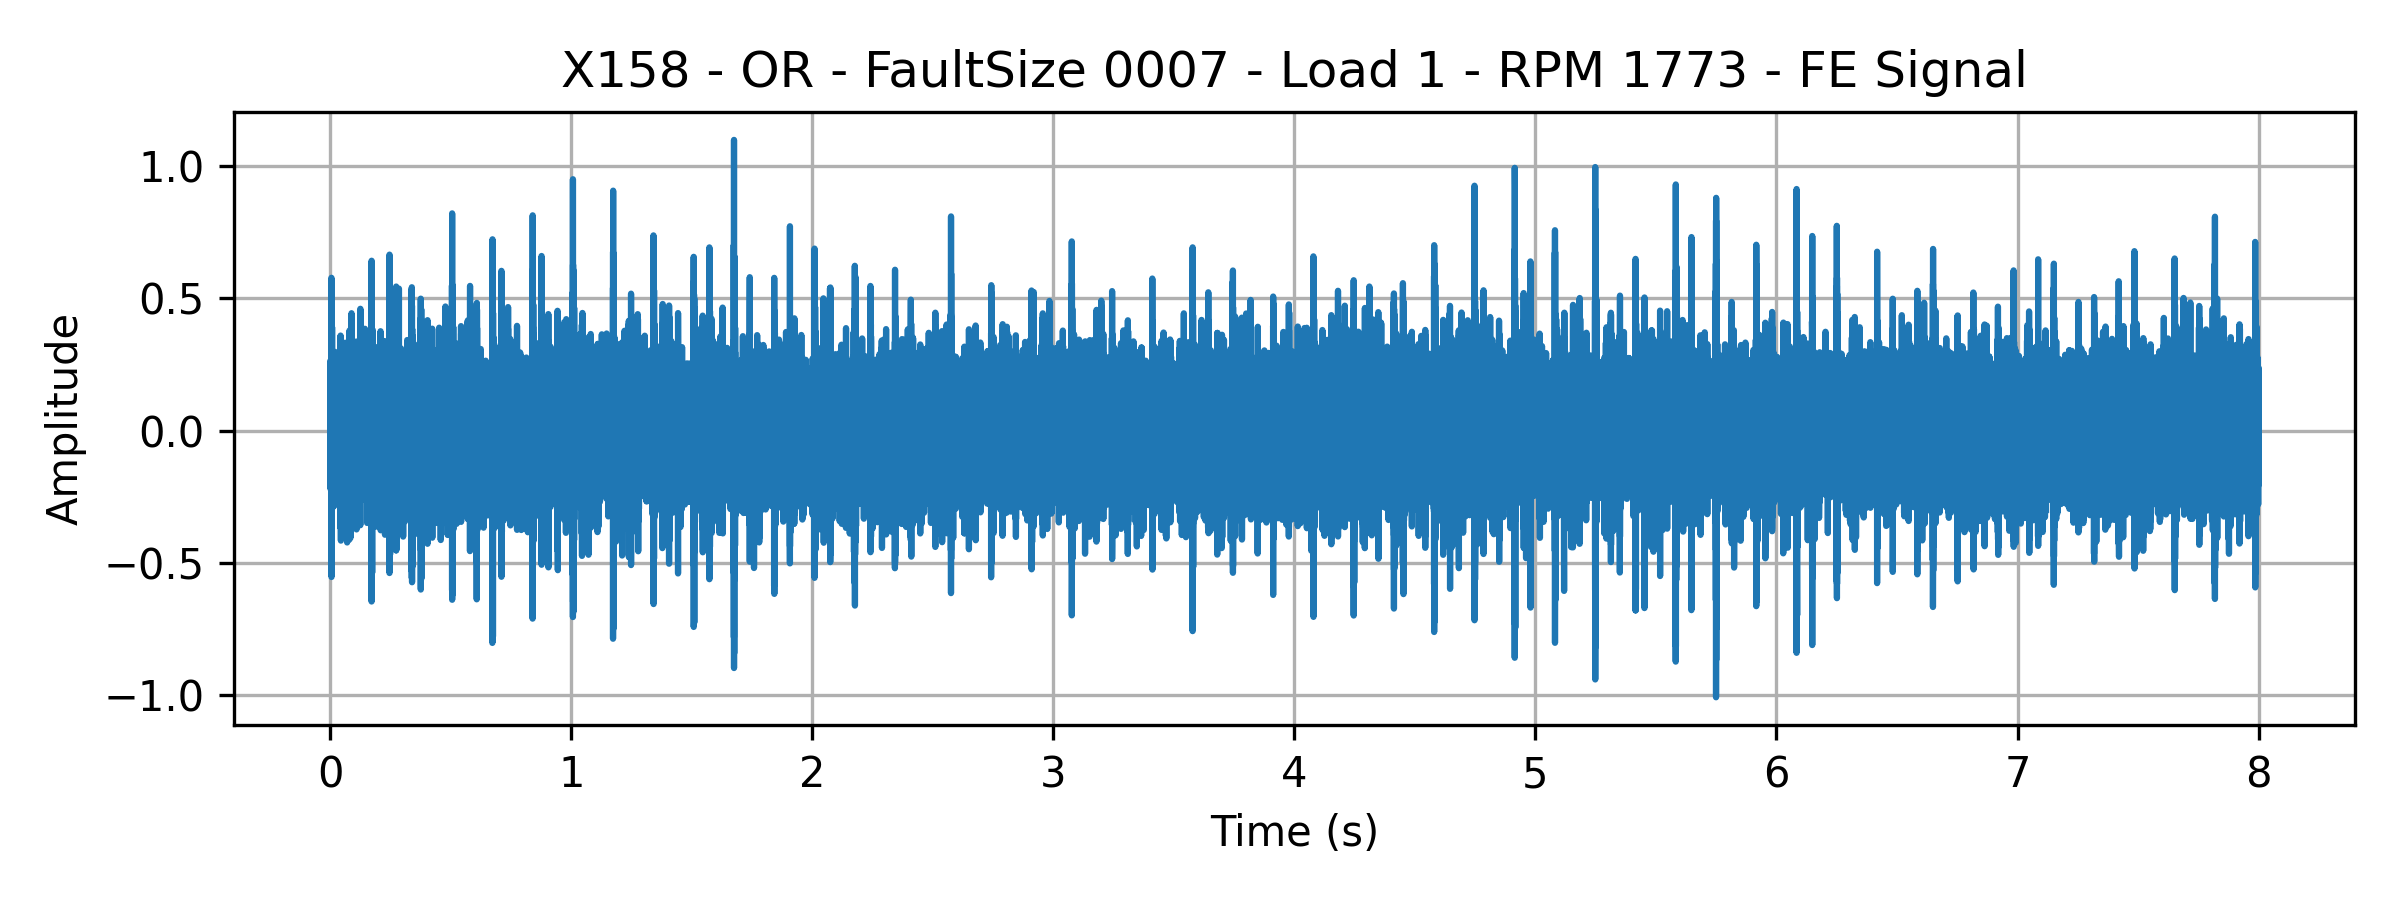 X158 - OR - FaultSize 0007 - Load 1 - RPM 1773 - FE Signal
1.0
0.5
0.0
−0.5
−1.0
Amplitude
0 1 2 3 4 5 6 7 8
Time (s)